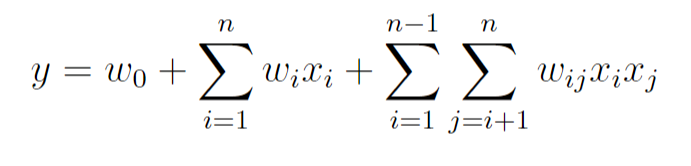 y = w_0 + \sum_{i=1}^{n} w_i x_i + \sum_{i=1}^{n-1} \sum_{j=i+1}^{n} w_{ij} x_i x_j